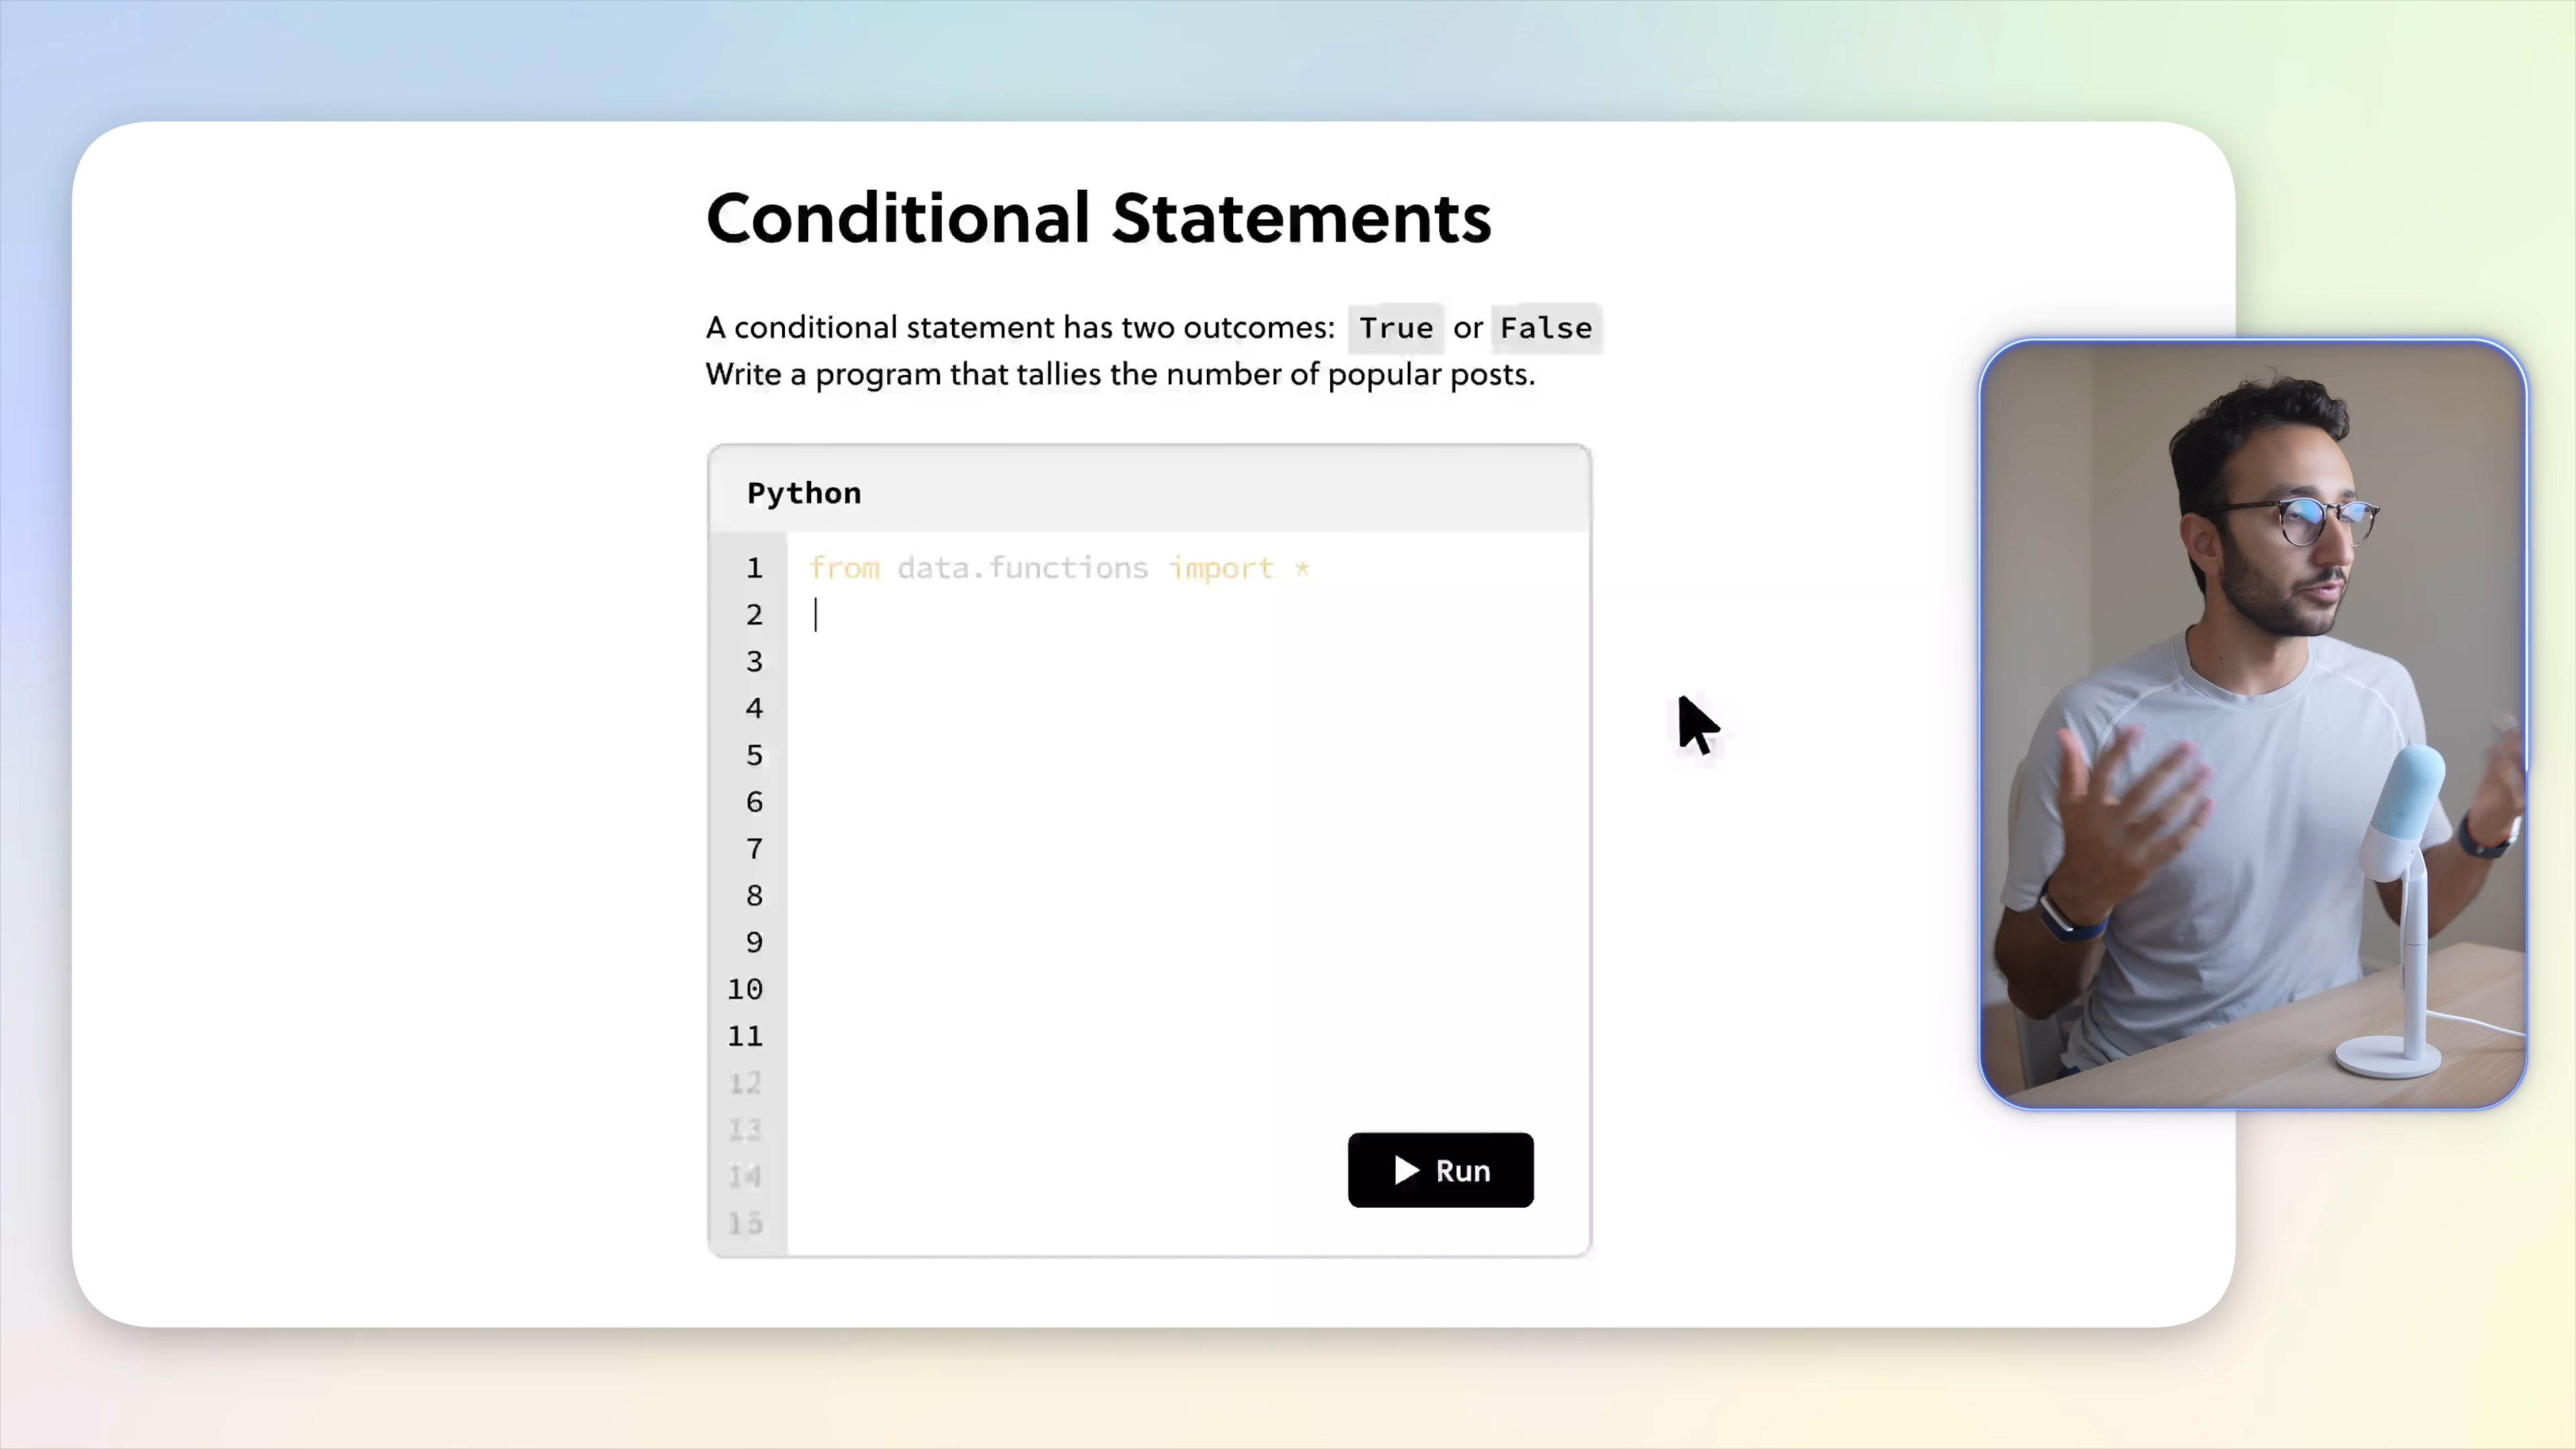 Conditional Statements
A conditional statement has two outcomes: True or False
Write a program that tallies the number of popular posts.
Python
1 from data.functions import *
2
3
4
5
6
7
8
9
10
11
12
13
14
15
Run